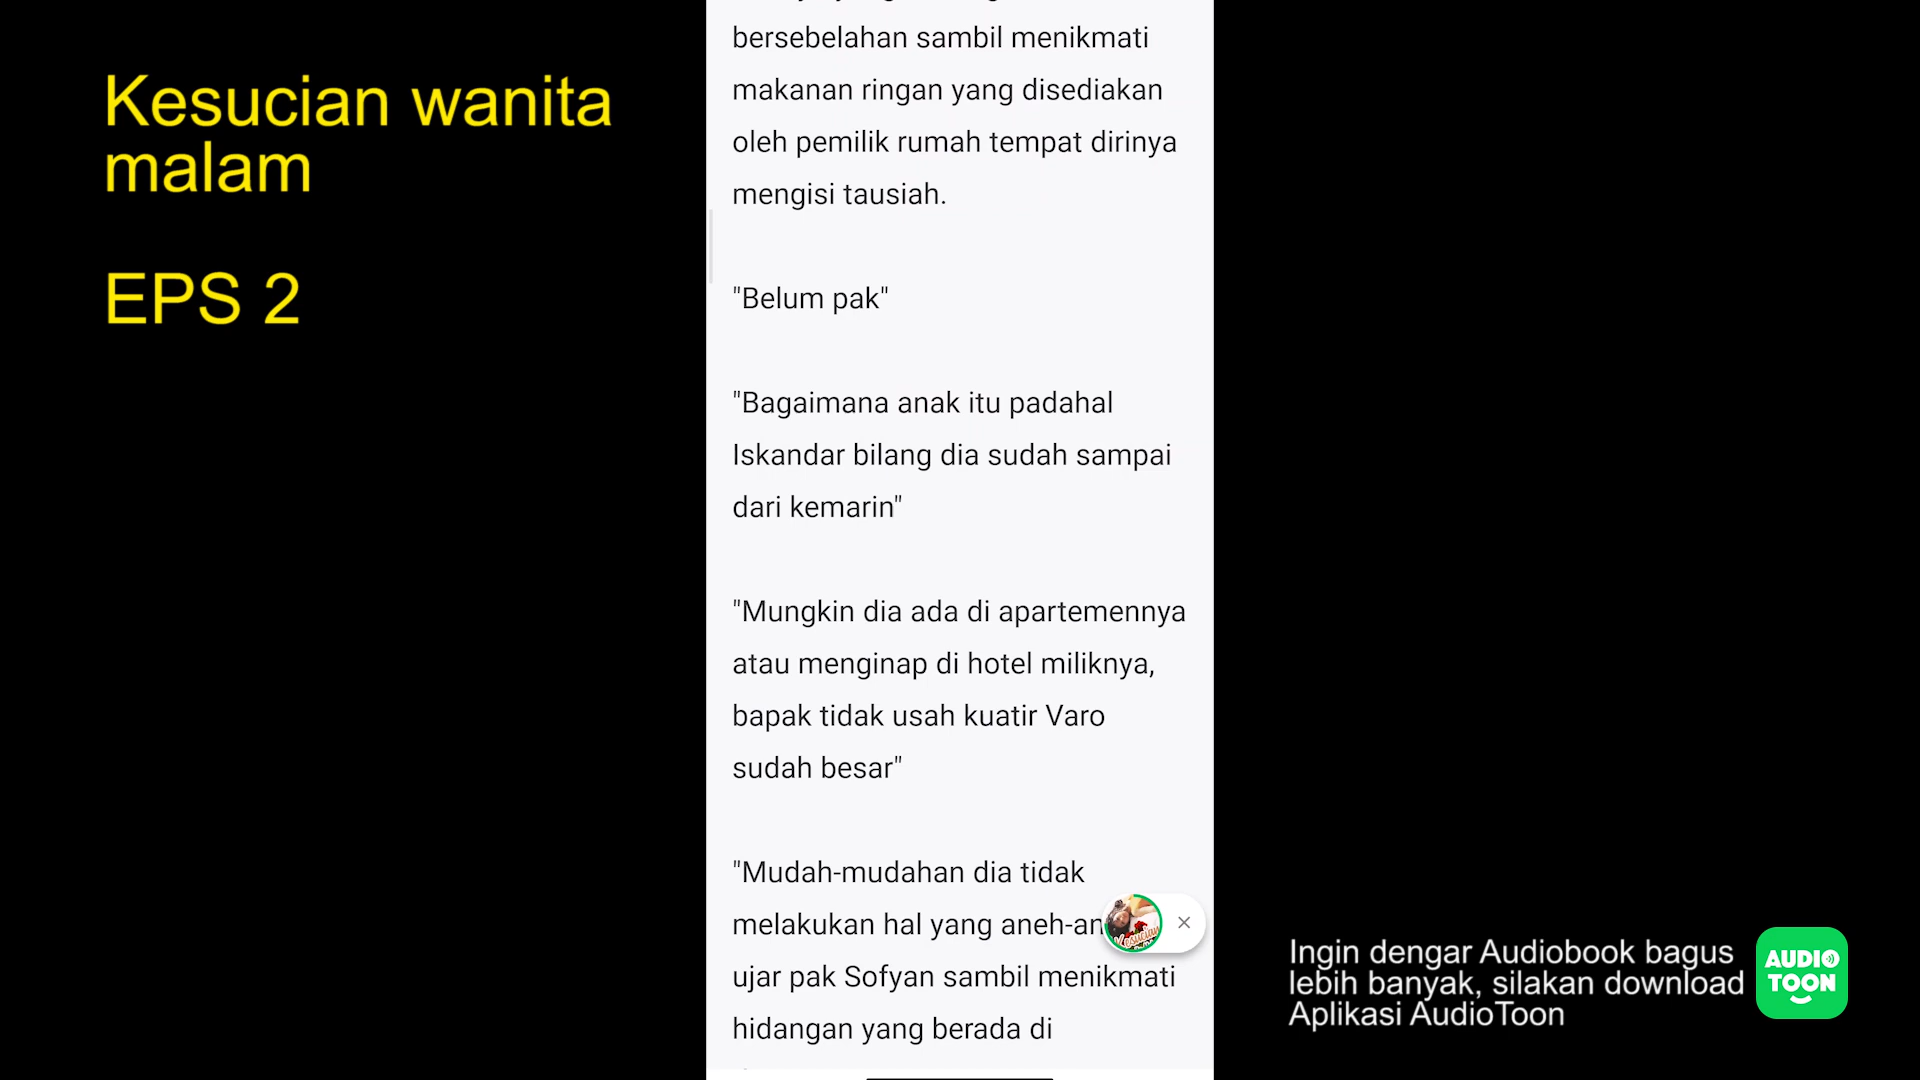 Kesucian wanita
malam
EPS 2
bersebelahan sambil menikmati
makanan ringan yang disediakan
oleh pemilik rumah tempat dirinya
mengisi tausiah.
"Belum pak"
"Bagaimana anak itu padahal
Iskandar bilang dia sudah sampai
dari kemarin"
"Mungkin dia ada di apartemennya
atau menginap di hotel miliknya,
bapak tidak usah kuatir Varo
sudah besar"
"Mudah-mudahan dia tidak
melakukan hal yang
ujar pak Sofyan sambil menikmati
hidangan yang berada di
Ingin dengar Audiobook bagus
lebih banyak, silakan download
Aplikasi AudioToon
AUDIO
TOON